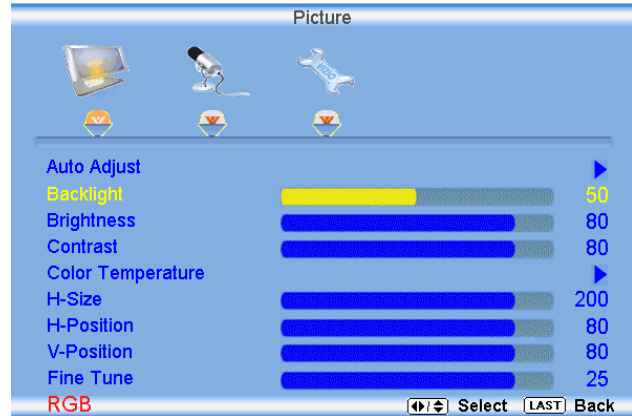 Picture
Auto Adjust
Backlight 50
Brightness 80
Contrast 80
Color Temperature
H-Size 200
H-Position 80
V-Position 80
Fine Tune 25
RGB Select LAST Back